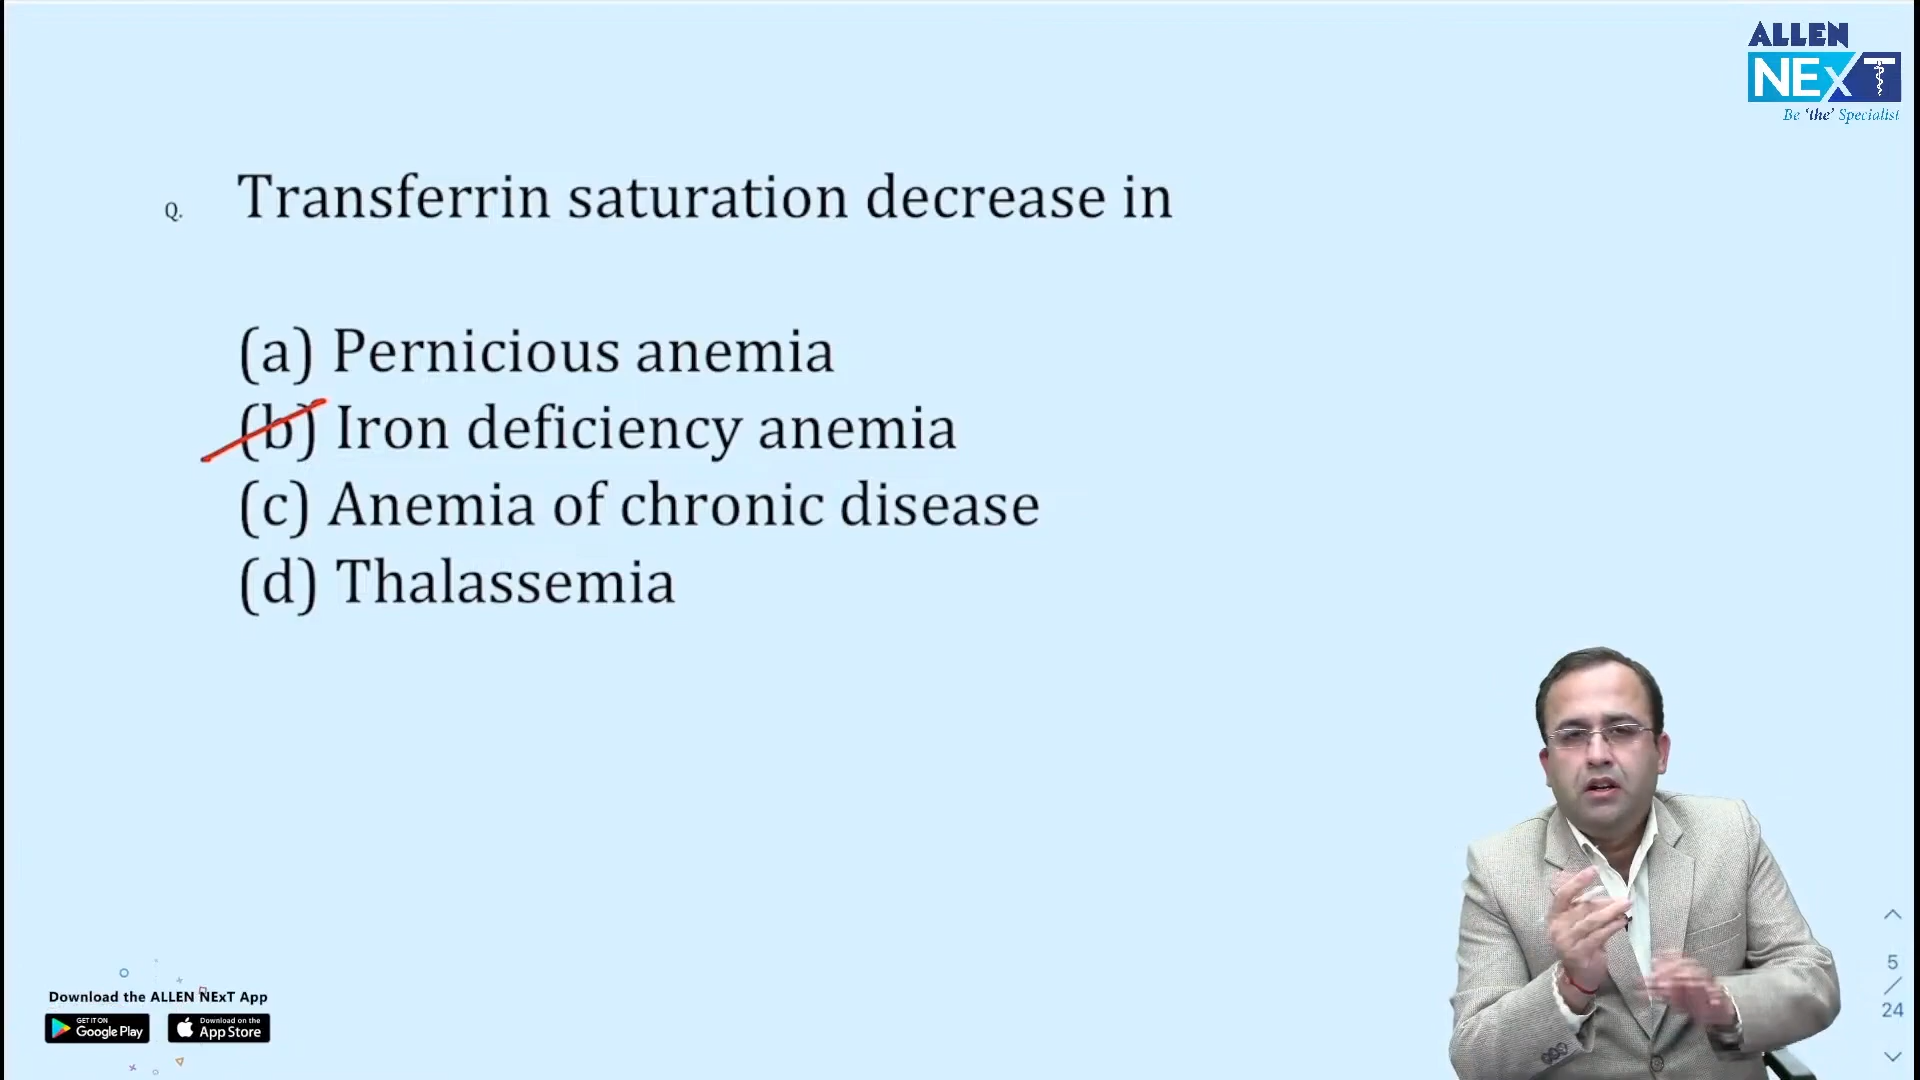 ALLEN
NEXT
Be 'the' Specialist
Q. Transferrin saturation decrease in
(a) Pernicious anemia
(b) Iron deficiency anemia
(c) Anemia of chronic disease
(d) Thalassemia
Download the ALLEN NExT App
GET IT ON
Google Play
Download on the
App Store
5
/
24